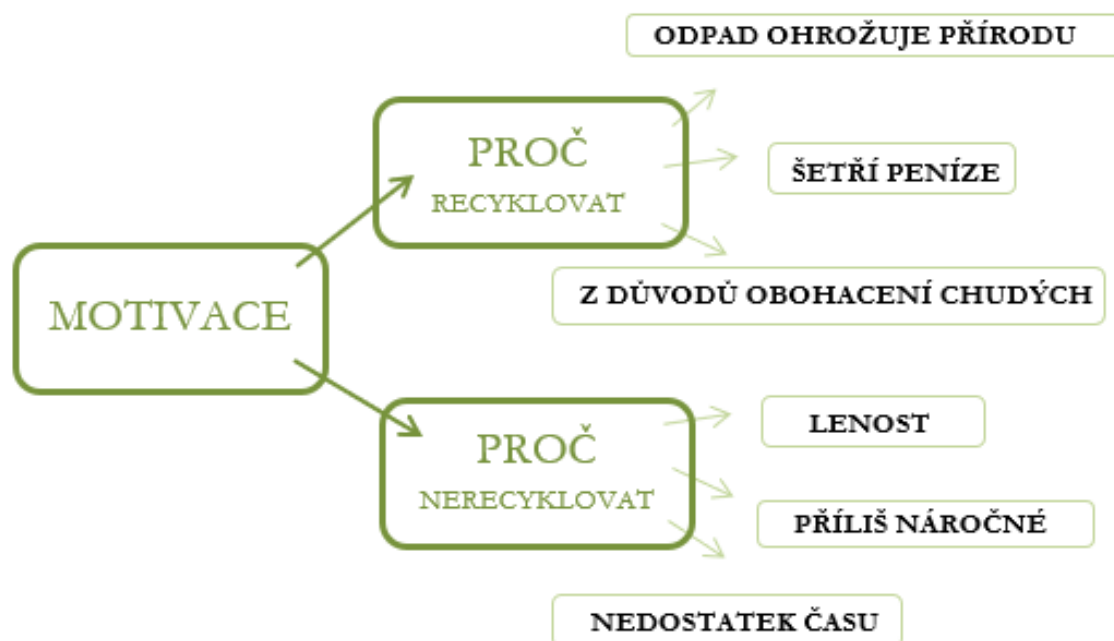 ODPAD OHROŽUJE PŘÍRODU
PROČ
RECYKLOVAT
ŠETŘÍ PENÍZE
Z DŮVODŮ OBOHACENÍ CHUDÝCH
MOTIVACE
PROČ
NERECYKLOVAT
LENOST
PŘÍLIŠ NÁROČNÉ
NEDOSTATEK ČASU